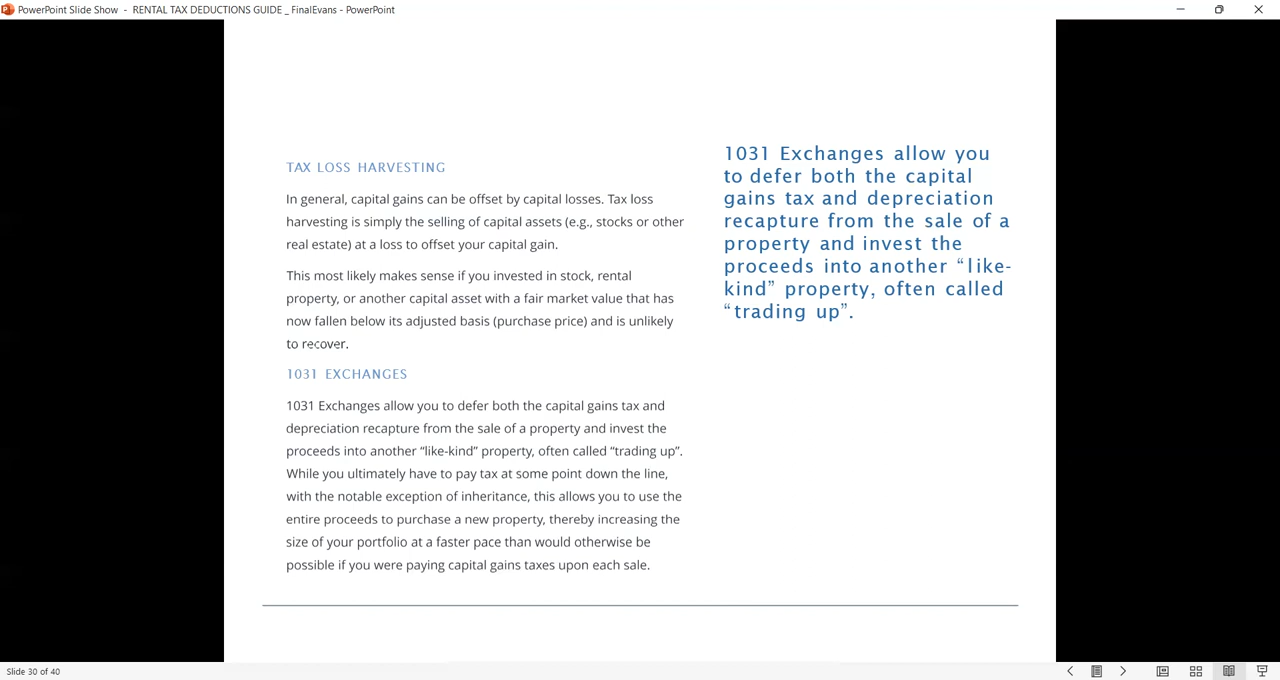 PowerPoint Slide Show - RENTAL TAX DEDUCTIONS GUIDE _ FinalEvans - PowerPoint
TAX LOSS HARVESTING
In general, capital gains can be offset by capital losses. Tax loss
harvesting is simply the selling of capital assets (e.g., stocks or other
real estate) at a loss to offset your capital gain.
This most likely makes sense if you invested in stock, rental
property, or another capital asset with a fair market value that has
now fallen below its adjusted basis (purchase price) and is unlikely
to recover.
1031 EXCHANGES
1031 Exchanges allow you to defer both the capital gains tax and
depreciation recapture from the sale of a property and invest the
proceeds into another “like-kind” property, often called “trading up”.
While you ultimately have to pay tax at some point down the line,
with the notable exception of inheritance, this allows you to use the
entire proceeds to purchase a new property, thereby increasing the
size of your portfolio at a faster pace than would otherwise be
possible if you were paying capital gains taxes upon each sale.
1031 Exchanges allow you
to defer both the capital
gains tax and depreciation
recapture from the sale of a
property and invest the
proceeds into another “like-
kind” property, often called
“trading up”.
Slide 30 of 40